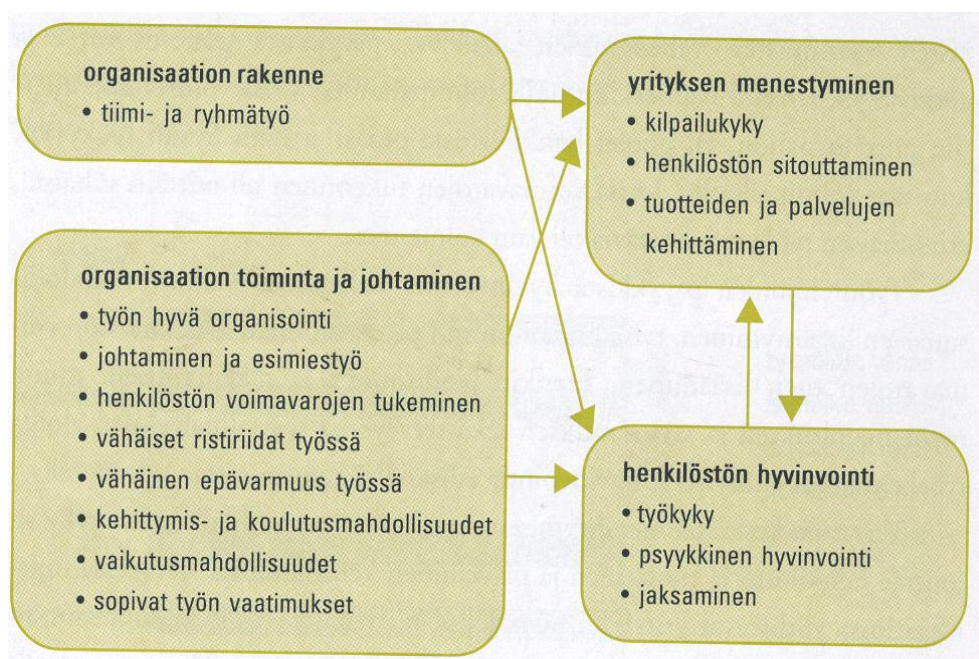 organisaation rakenne
• tiimi- ja ryhmätyö
organisaation toiminta ja johtaminen
• työn hyvä organisointi
• johtaminen ja esimiestyö
• henkilöstön voimavarojen tukeminen
• vähäiset ristiriidat työssä
• vähäinen epävarmuus työssä
• kehittymis- ja koulutusmahdollisuudet
• vaikutusmahdollisuudet
• sopivat työn vaatimukset
yrityksen menestyminen
• kilpailukyky
• henkilöstön sitouttaminen
• tuotteiden ja palvelujen
kehittäminen
henkilöstön hyvinvointi
• työkyky
• psyykkinen hyvinvointi
• jaksaminen